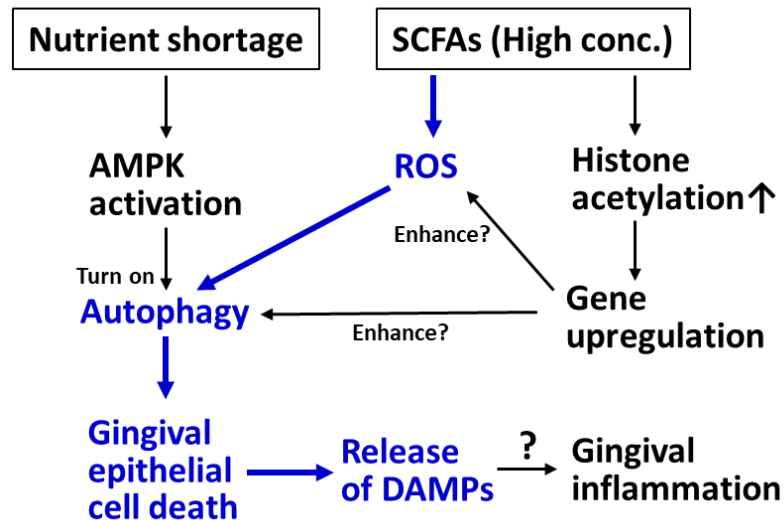 Nutrient shortage
SCFAs (High conc.)
AMPK
activation
ROS
Histone
acetylation↑
Enhance?
Turn on
Autophagy
Enhance?
Gene
upregulation
Gingival
epithelial
cell death
Release
of DAMPs
?
Gingival
inflammation